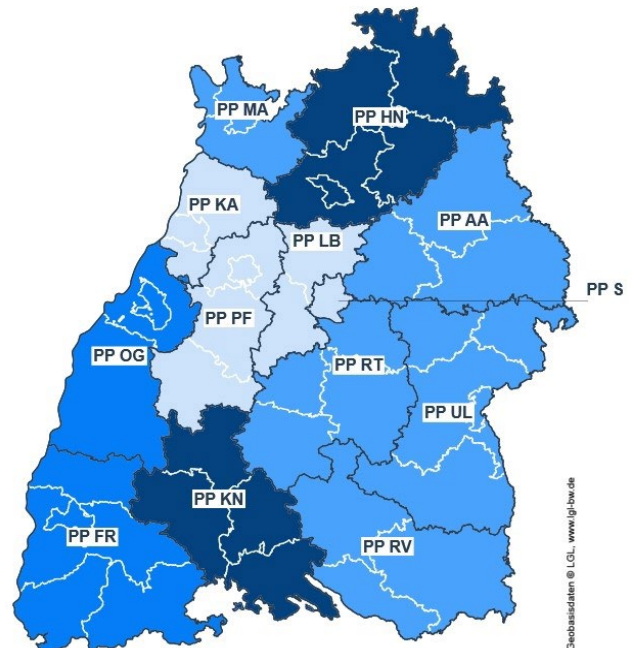 PP MA
PP HN
PP KA
PP AA
PP LB
PP S
PP PF
PP OG
PP RT
PP UL
PP KN
PP FR
PP RV
Geobasisdaten © LGL, www.lgl-bw.de